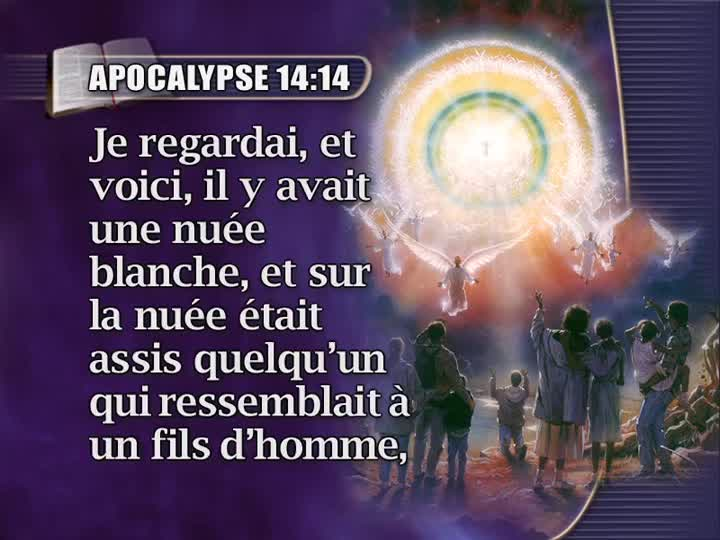 APOCALYPSE 14:14
Je regardai, et
voici, il y avait
une nuée
blanche, et sur
la nuée était
assis quelqu’un
qui ressemblait à
un fils d’homme,